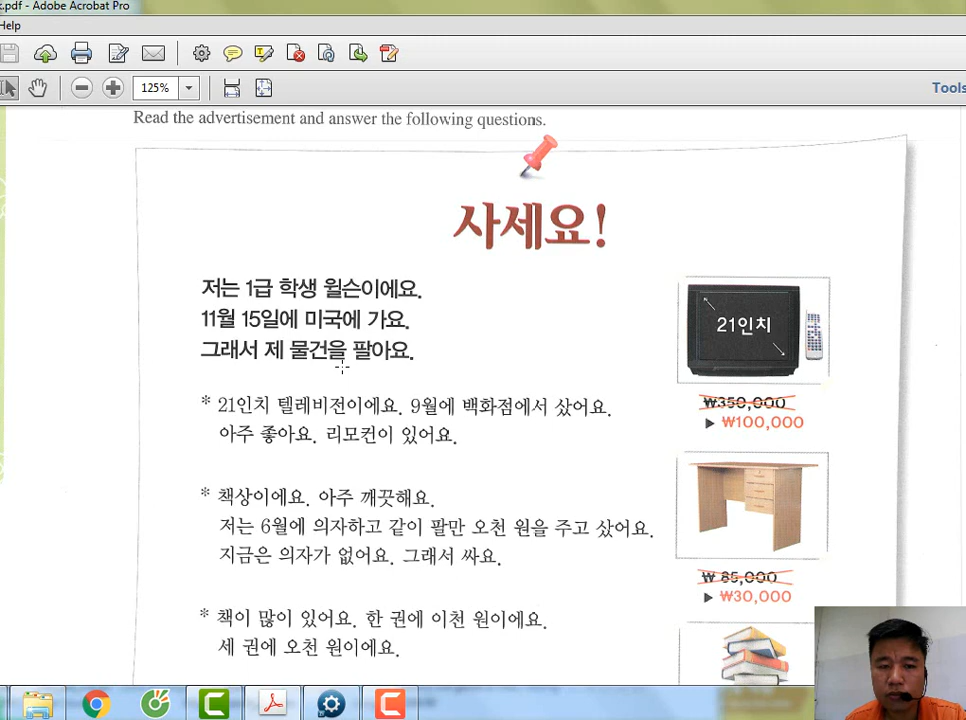 k.pdf - Adobe Acrobat Pro
Help
125%
Tools
Read the advertisement and answer the following questions.
사세요!
저는 1급 학생 윌슨이에요.
11월 15일에 미국에 가요.
그래서 제 물건을 팔아요.
21인치
* 21인치 텔레비전이에요. 9월에 백화점에서 샀어요.
아주 좋아요. 리모컨이 있어요.
₩350,000
▶ ₩100,000
* 책상이에요. 아주 깨끗해요.
저는 6월에 의자하고 같이 팔만 오천 원을 주고 샀어요.
지금은 의자가 없어요. 그래서 싸요.
₩ 85,000
▶ ₩30,000
* 책이 많이 있어요. 한 권에 이천 원이에요.
세 권에 오천 원이에요.